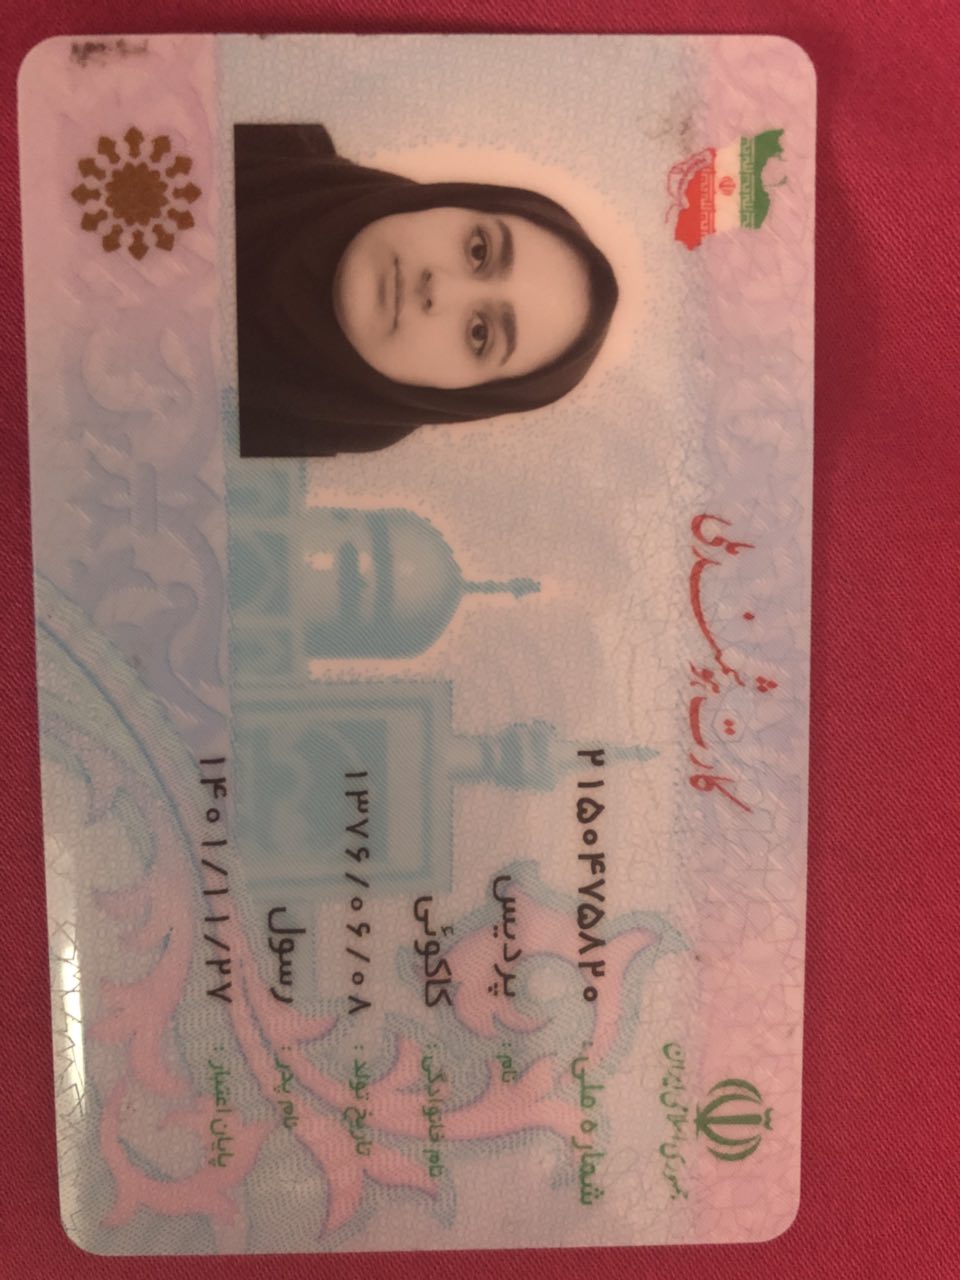 جمهوری اسلامی ایران
کارت هوشمند ملی
شماره ملی: ۲۱۵۰۴۷۵۸۲۰
نام: پردیس
نام خانوادگی: کاکوئی
تاریخ تولد: ۱۳۷۶/۰۶/۰۸
نام پدر: رسول
پایان اعتبار: ۱۴۰۱/۱۱/۲۷